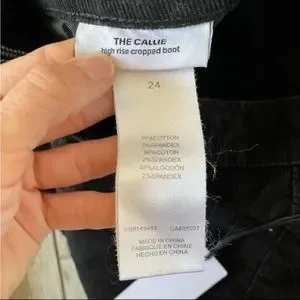 THE CALLIE
high rise cropped boot
24
98%COTTON
2%SPANDEX
98%COTON
2%SPANDEX
98%ALGODÓN
2%SPANDEX
MADE IN CHINA
FABRIQUÉ EN CHINE
HECHO EN CHINA